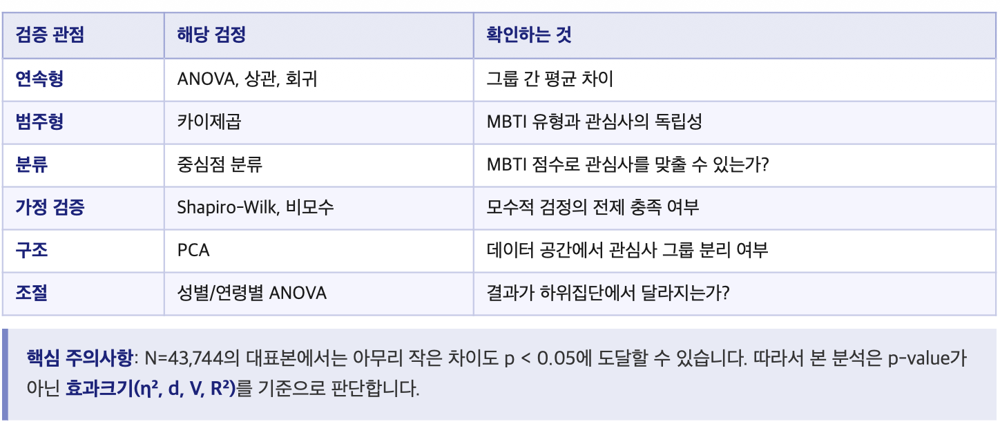 검증 관점 해당 검정 확인하는 것
연속형 ANOVA, 상관, 회귀 그룹 간 평균 차이
범주형 카이제곱 MBTI 유형과 관심사의 독립성
분류 중심점 분류 MBTI 점수로 관심사를 맞출 수 있는가?
가정 검증 Shapiro-Wilk, 비모수 모수적 검정의 전제 충족 여부
구조 PCA 데이터 공간에서 관심사 그룹 분리 여부
조절 성별/연령별 ANOVA 결과가 하위집단에서 달라지는가?
핵심 주의사항: N=43,744의 대표본에서는 아무리 작은 차이도 p < 0.05에 도달할 수 있습니다. 따라서 본 분석은 p-value가
아닌 효과크기(η², d, V, R²)를 기준으로 판단합니다.